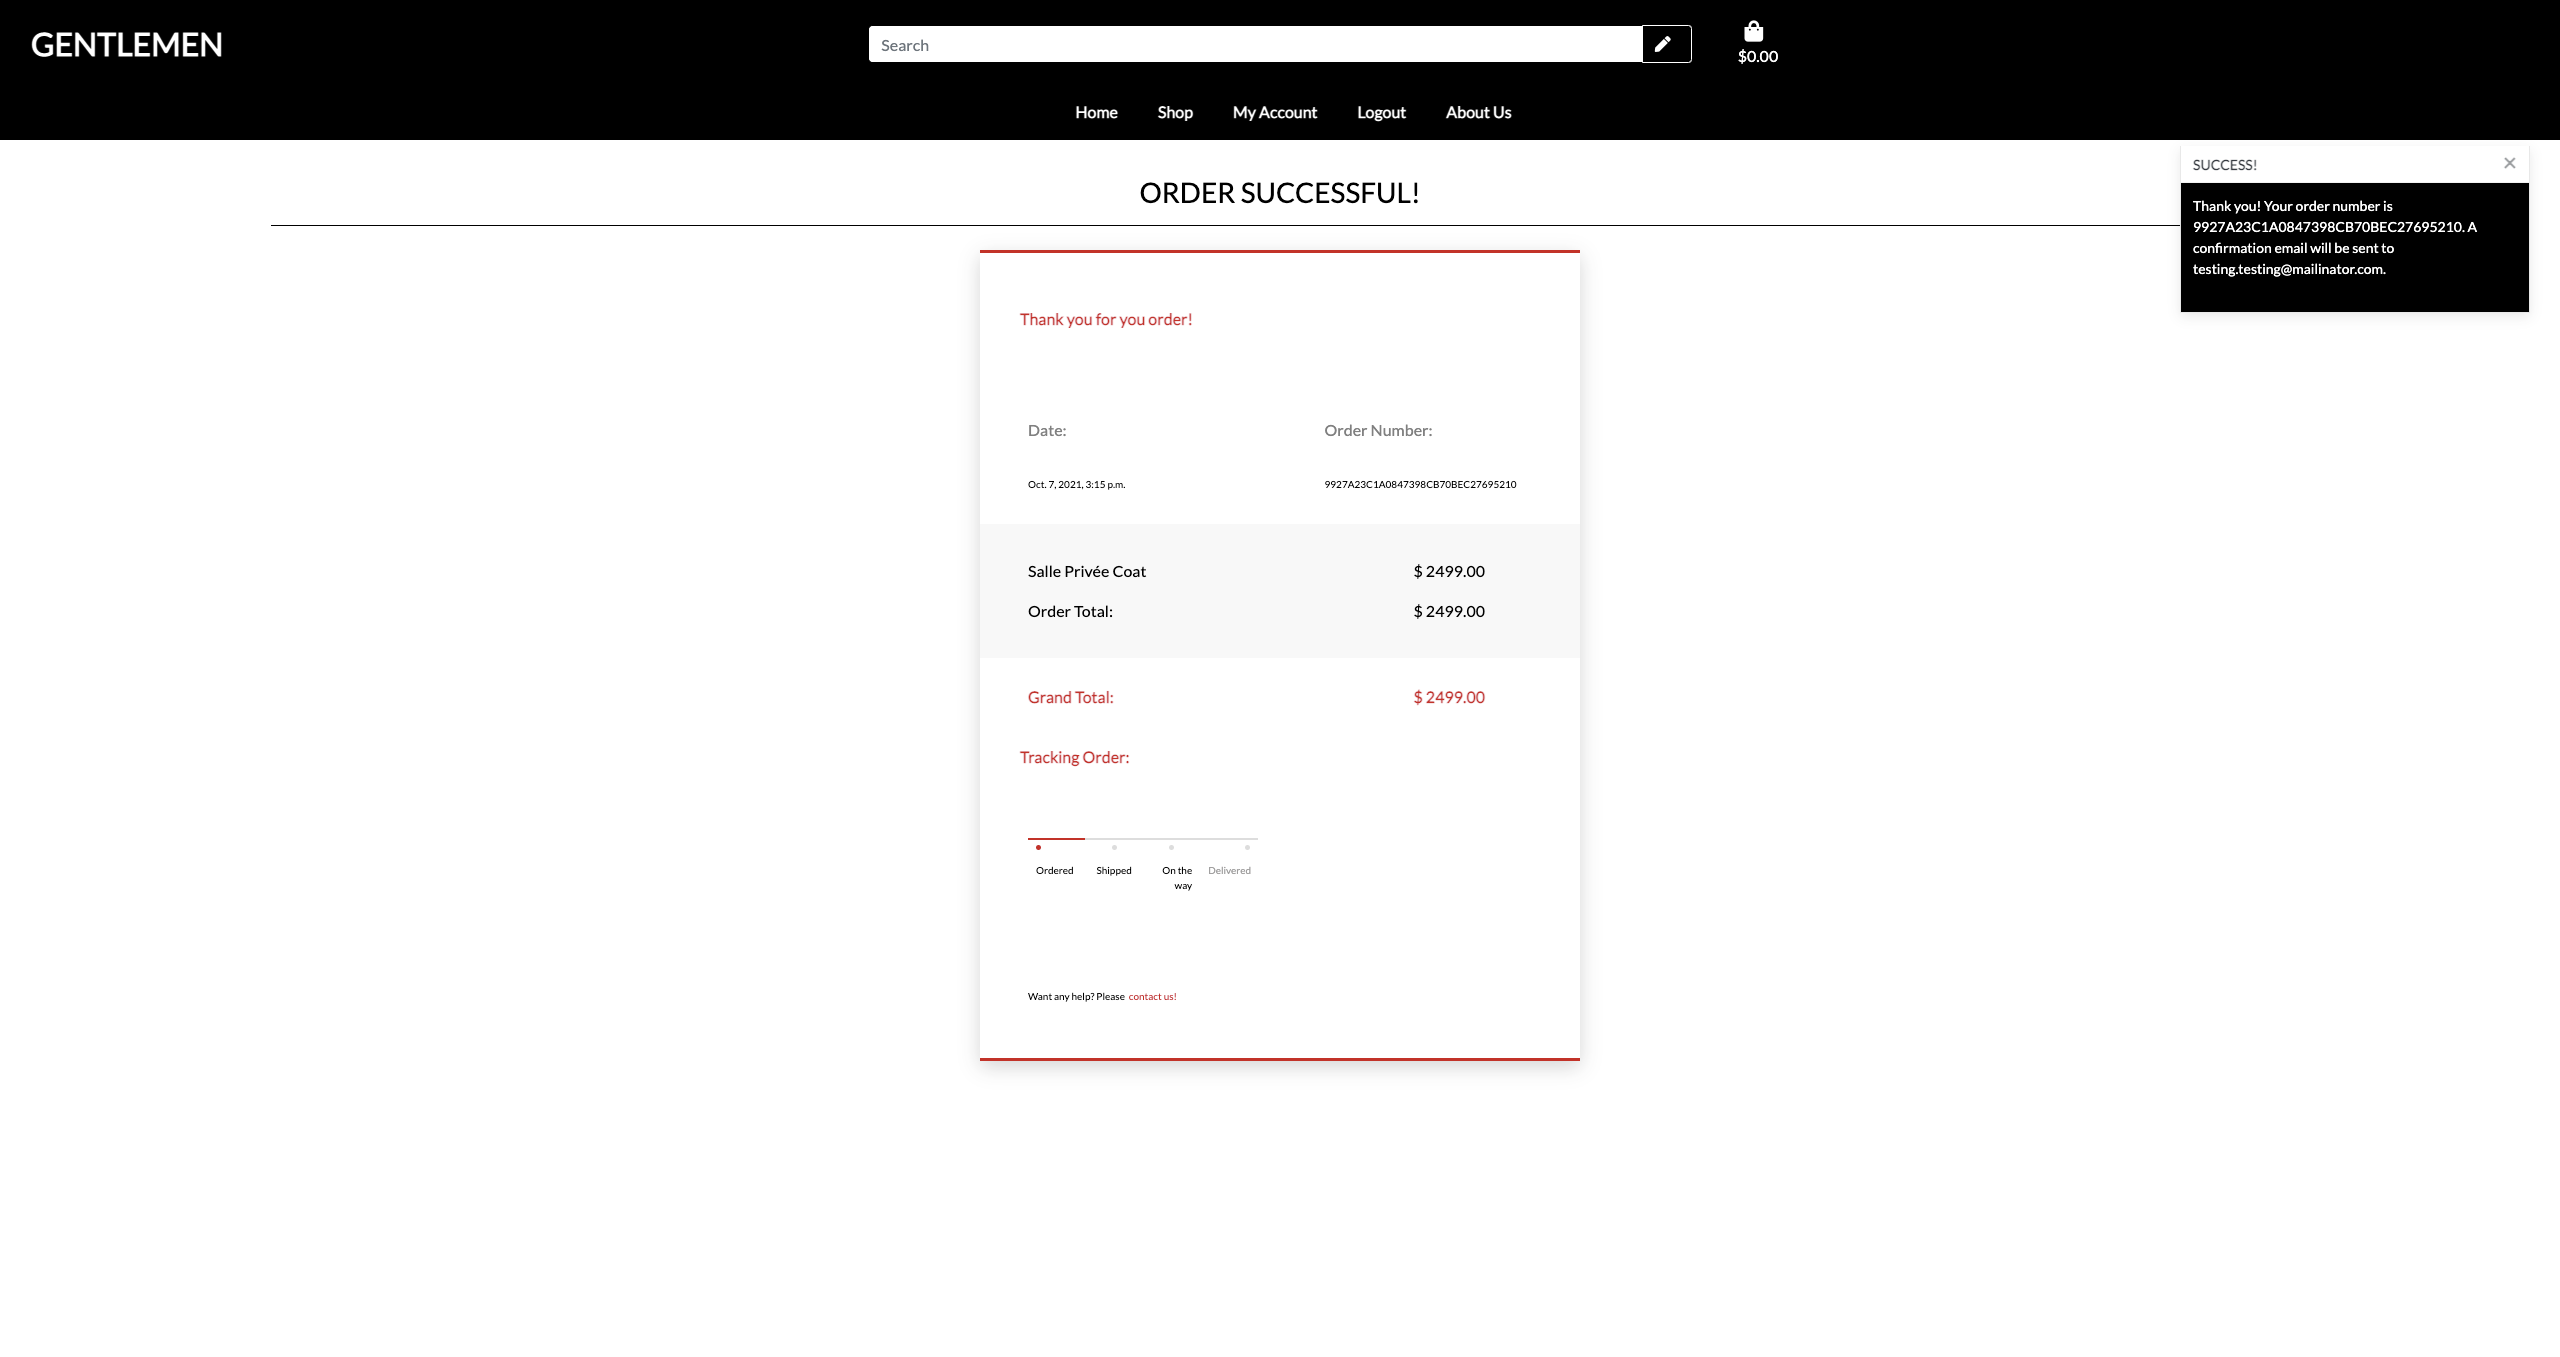 GENTLEMEN
Search
$0.00
Home Shop My Account Logout About Us
SUCCESS!
Thank you! Your order number is
9927A23C1A0847398CB70BEC27695210. A
confirmation email will be sent to
testing.testing@mailinator.com.
ORDER SUCCESSFUL!
Thank you for you order!
Date: Order Number:
Oct. 7, 2021, 3:15 p.m. 9927A23C1A0847398CB70BEC27695210
Salle Privée Coat $ 2499.00
Order Total: $ 2499.00
Grand Total: $ 2499.00
Tracking Order:
Ordered Shipped On the Delivered
way
Want any help? Please contact us!